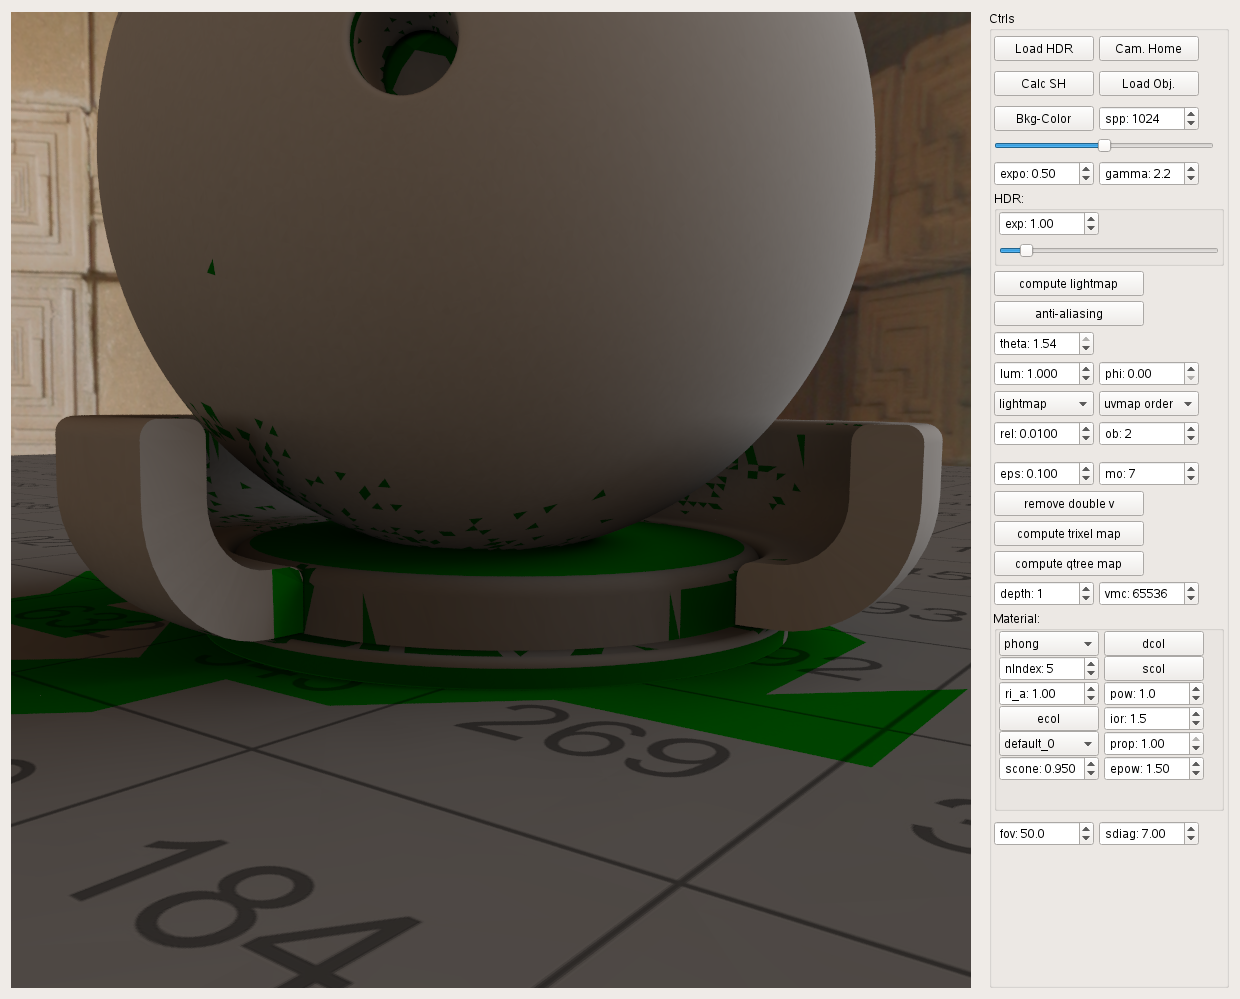 Ctrls
Load HDR Cam. Home
Calc SH Load Obj.
Bkg-Color spp: 1024
expo: 0.50 gamma: 2.2
HDR:
exp: 1.00
compute lightmap
anti-aliasing
theta: 1.54
lum: 1.000 phi: 0.00
lightmap uvmap order
rel: 0.0100 ob: 2
eps: 0.100 mo: 7
remove double v
compute trixel map
compute qtree map
depth: 1 vmc: 65536
Material:
phong dcol
nIndex: 5 scol
ri_a: 1.00 pow: 1.0
ecol ior: 1.5
default_0 prop: 1.00
scone: 0.950 epow: 1.50
fov: 50.0 sdiag: 7.00
293
292
269
184